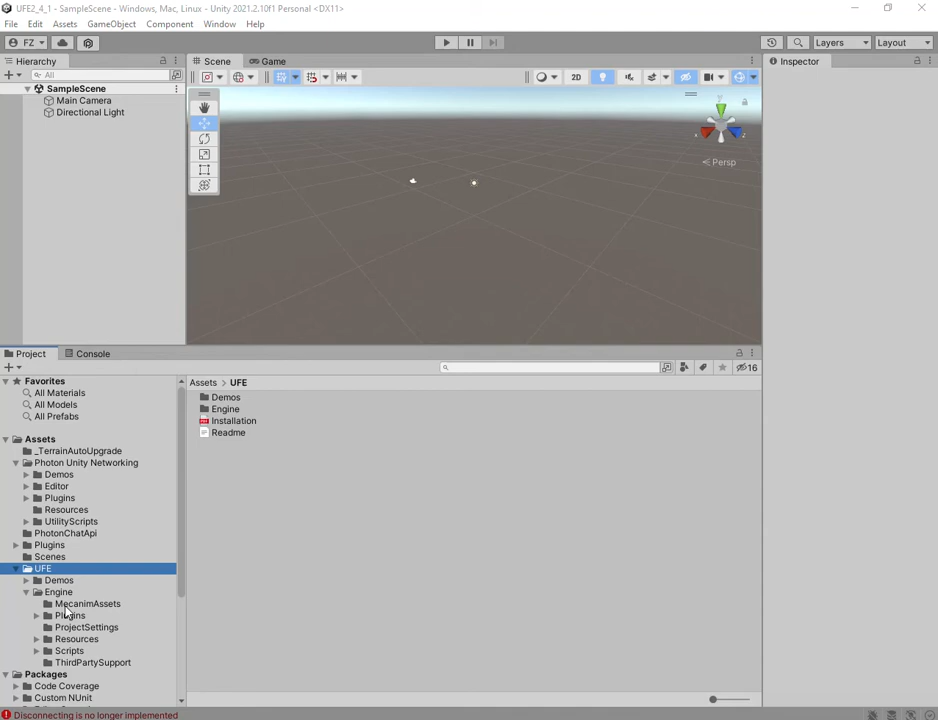 UFE2_4_1 - SampleScene - Windows, Mac, Linux - Unity 2021.2.10f1 Personal <DX11>
File Edit Assets GameObject Component Window Help
FZ Layers Layout
Hierarchy Scene Game Inspector
All 2D
SampleScene
Main Camera
Directional Light
Persp
Project Console
16
Favorites Assets > UFE
All Materials Demos
All Models Engine
All Prefabs Installation
Readme
Assets
_TerrainAutoUpgrade
Photon Unity Networking
Demos
Editor
Plugins
Resources
UtilityScripts
PhotonChatApi
Plugins
Scenes
UFE
Demos
Engine
MecanimAssets
Plugins
ProjectSettings
Resources
Scripts
ThirdPartySupport
Packages
Code Coverage
Custom NUnit
Disconnecting is no longer implemented